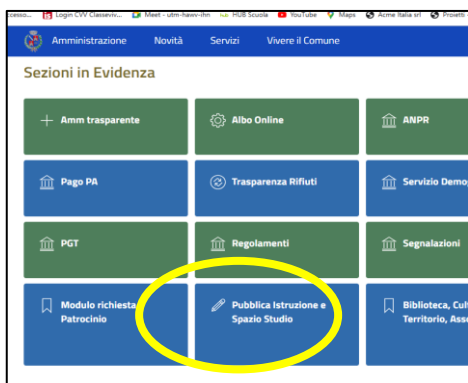 Login CVV Classeviv... Meet - utm-hawv-ihn HUB Scuola YouTube Maps Acme Italia srl Proietti
Amministrazione Novità Servizi Vivere il Comune
Sezioni in Evidenza
Amm trasparente Albo Online ANPR
Pago PA Trasparenza Rifiuti Servizio Demo
PGT Regolamenti Segnalazioni
Modulo richiesta Pubblica Istruzione e Biblioteca, Cul
Patrocinio Spazio Studio Territorio, Asso